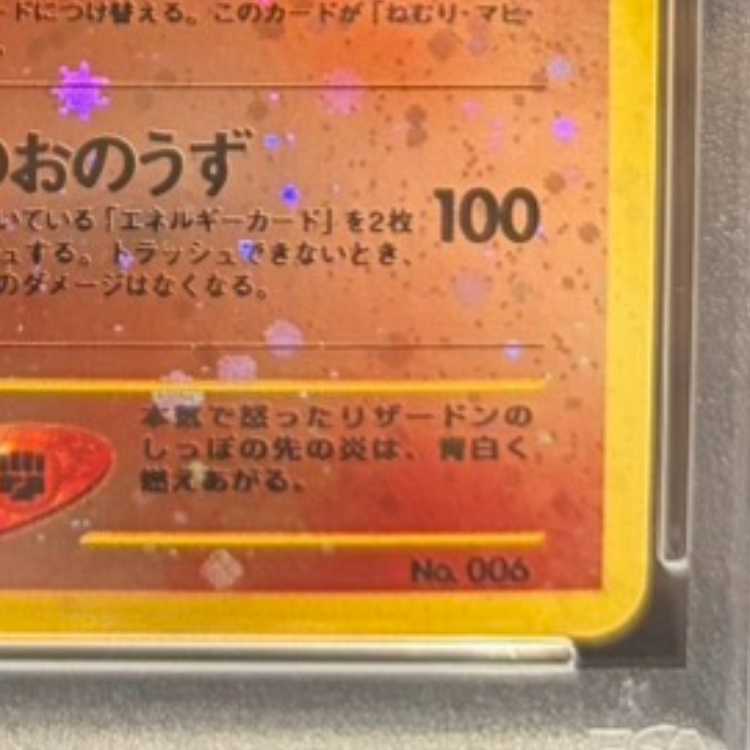 ードにつけ替える。このカードが「ねむり・マヒ・
おのうず
いている「エネルギーカード」を2枚
100
ュする。トラッシュできないとき、
のダメージはなくなる。
本気で怒ったリザードンの
しっぽの先の炎は、青白く
燃えあがる。
No. 006